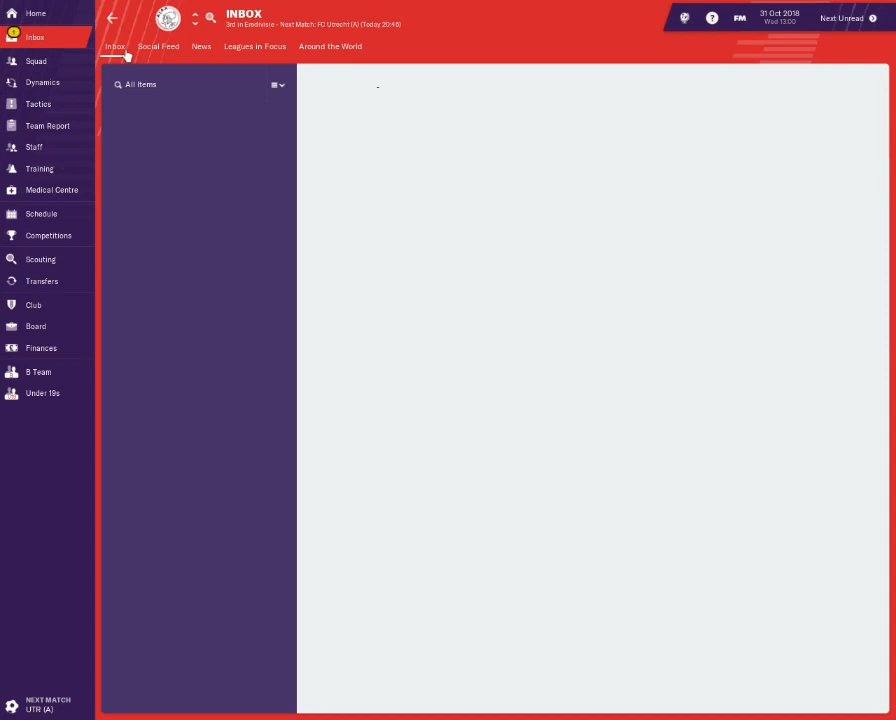 Home
1
Inbox
Squad
Dynamics
Tactics
Team Report
Staff
Training
Medical Centre
Schedule
Competitions
Scouting
Transfers
Club
Board
Finances
B Team
Under 19s
NEXT MATCH
UTR (A)
INBOX
3rd in Eredivisie - Next Match: FC Utrecht (A) (Today 20:45)
Inbox
Social Feed
News
Leagues in Focus
Around the World
?
FM
31 Oct 2018
Wed 13:00
Next Unread
All Items
-